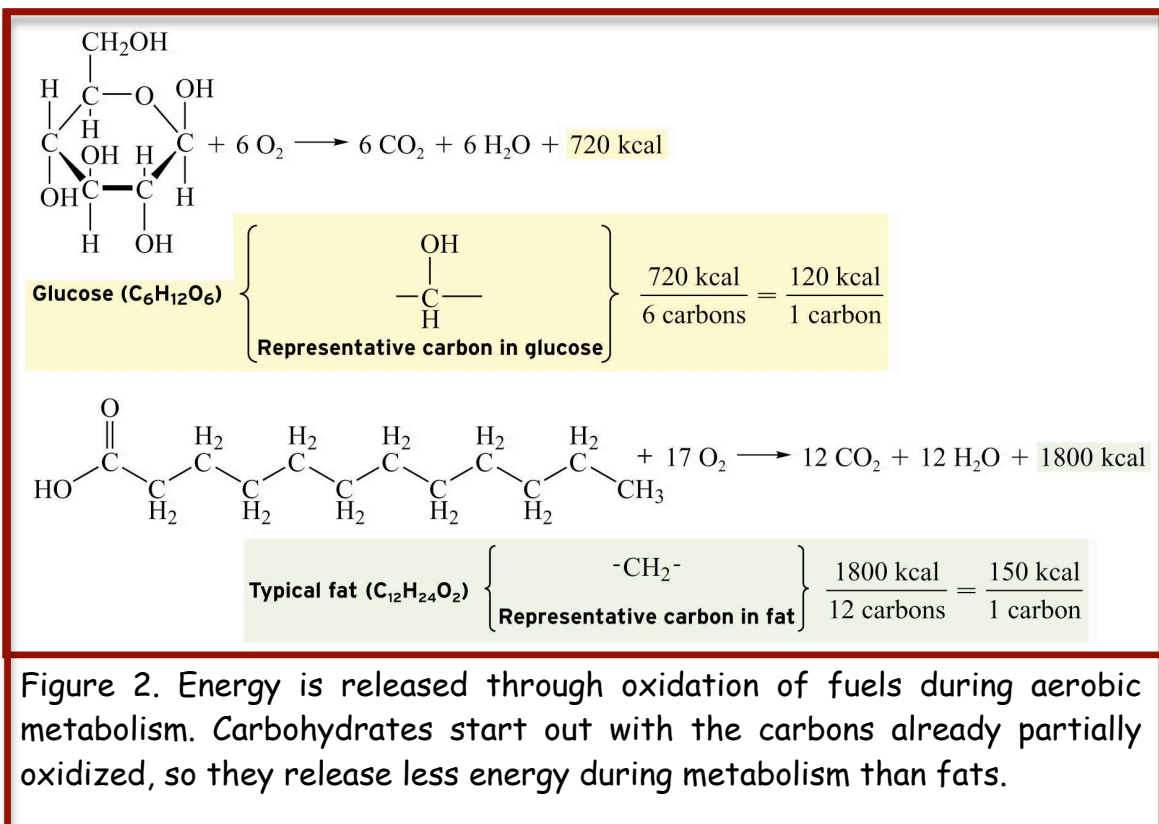 CH₂OH
H C—O OH
H
C C + 6 O₂ ⟶ 6 CO₂ + 6 H₂O + 720 kcal
OH H
OH C—C H
H OH
OH
Glucose (C₆H₁₂O₆) { —C— } 720 kcal / 6 carbons = 120 kcal / 1 carbon
H
Representative carbon in glucose
O
H₂ H₂ H₂ H₂ H₂
C C C C C C + 17 O₂ ⟶ 12 CO₂ + 12 H₂O + 1800 kcal
HO C C C C C CH₃
H₂ H₂ H₂ H₂ H₂
Typical fat (C₁₂H₂₄O₂) { -CH₂- } 1800 kcal / 12 carbons = 150 kcal / 1 carbon
Representative carbon in fat
Figure 2. Energy is released through oxidation of fuels during aerobic
metabolism. Carbohydrates start out with the carbons already partially
oxidized, so they release less energy during metabolism than fats.